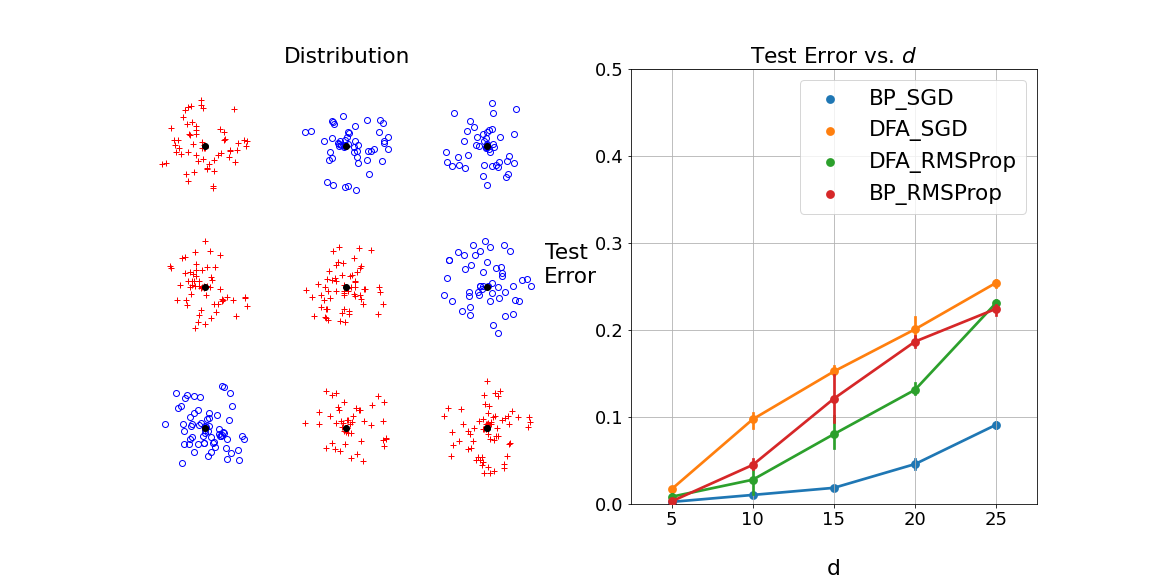 Distribution
Test Error vs. d
BP_SGD
DFA_SGD
DFA_RMSProp
BP_RMSProp
Test
Error
0.5
0.4
0.3
0.2
0.1
0.0
5 10 15 20 25
d